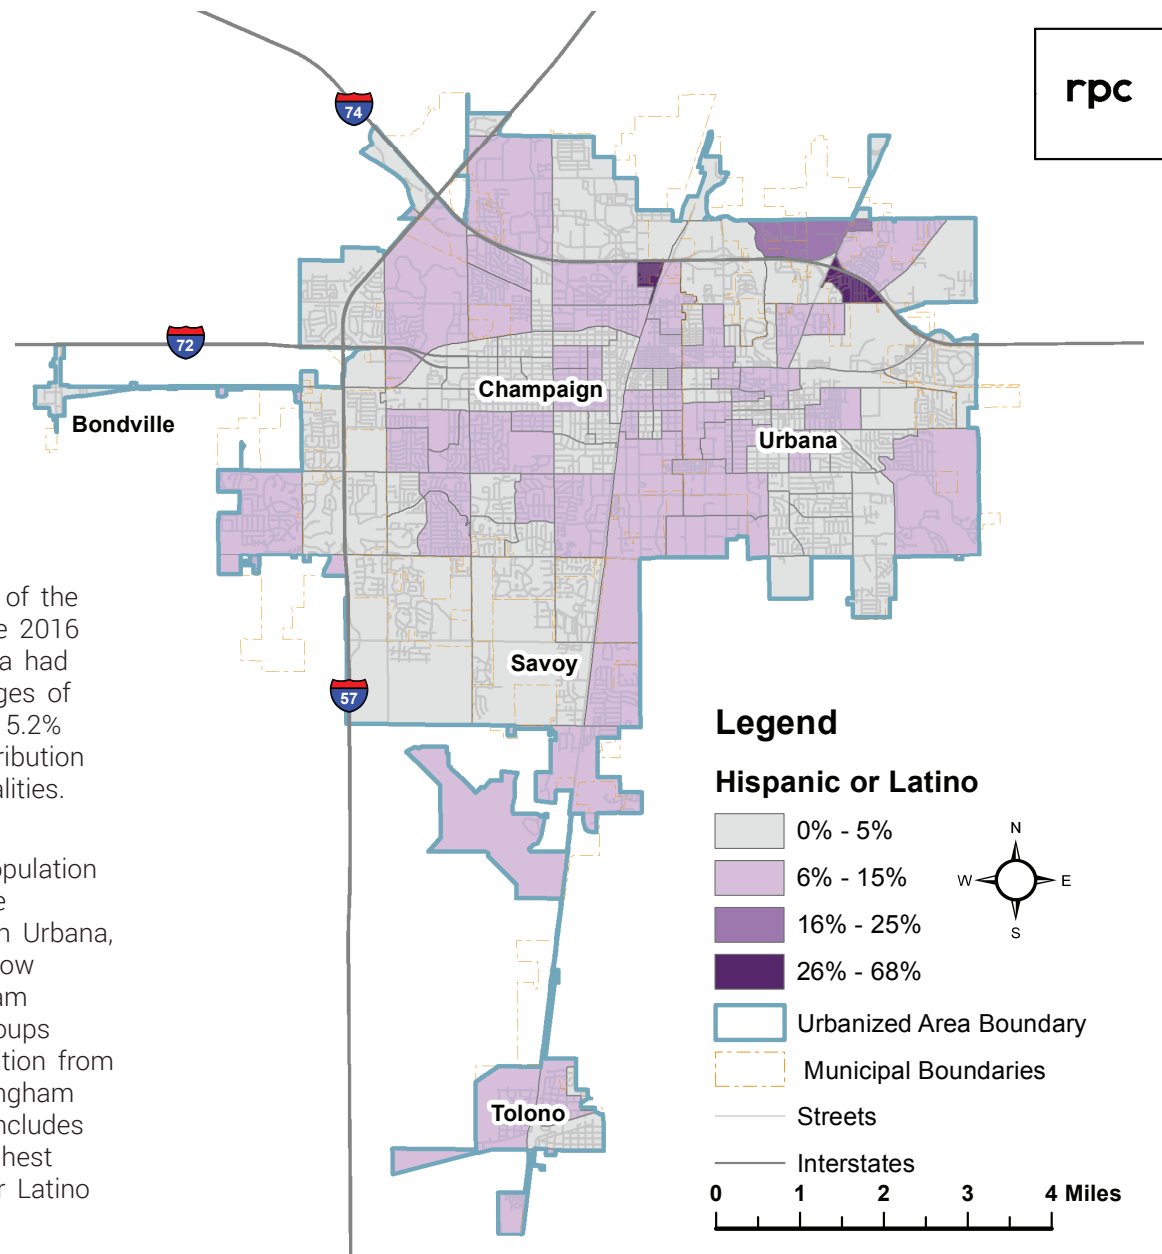 rpc
74
72
Champaign
Bondville
Urbana
of the
e 2016
a had
Savoy
ges of
57
5.2%
ribution
alities.
Legend
Hispanic or Latino
0% - 5%
6% - 15%
16% - 25%
26% - 68%
N
W E
S
Urbanized Area Boundary
Municipal Boundaries
Streets
Interstates
0 1 2 3 4 Miles
opulation
e
n Urbana,
ow
am
oups
tion from
ngham
ncludes
hest
r Latino
Tolono